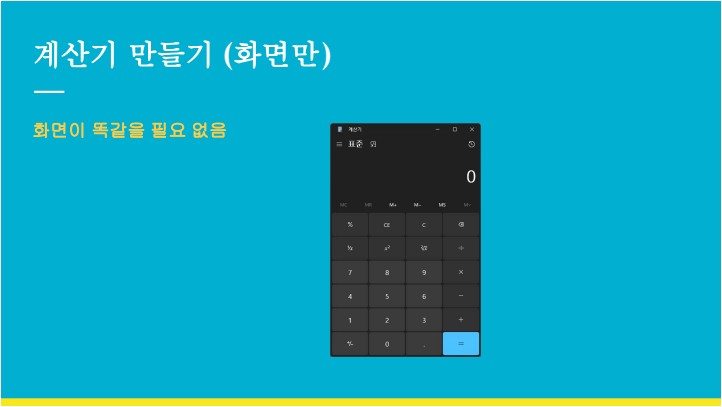 계산기 만들기 (화면만)
화면이 똑같을 필요 없음
계산기
표준
0
MC MR M+ M- MS M˅
% CE C
¹/x x² ²√x ÷
7 8 9 ×
4 5 6 −
1 2 3 +
+/- 0 . =